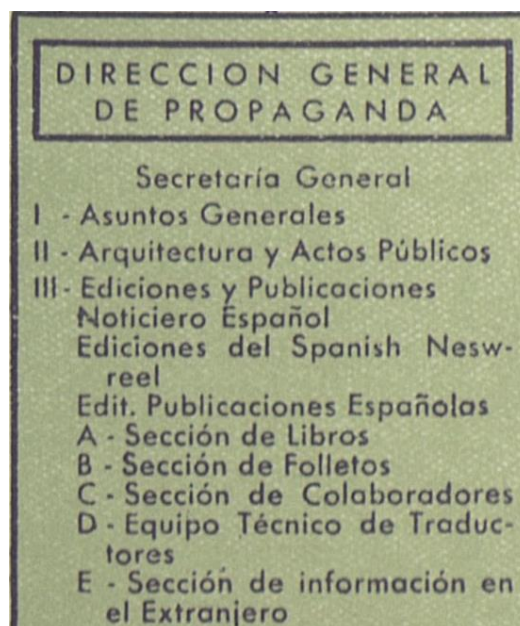 DIRECCION GENERAL
DE PROPAGANDA
Secretaría General
I - Asuntos Generales
II - Arquitectura y Actos Públicos
III - Ediciones y Publicaciones
Noticiero Español
Ediciones del Spanish Nesw-
reel
Edit. Publicaciones Españolas
A - Sección de Libros
B - Sección de Folletos
C - Sección de Colaboradores
D - Equipo Técnico de Traduc-
tores
E - Sección de información en
el Extranjero